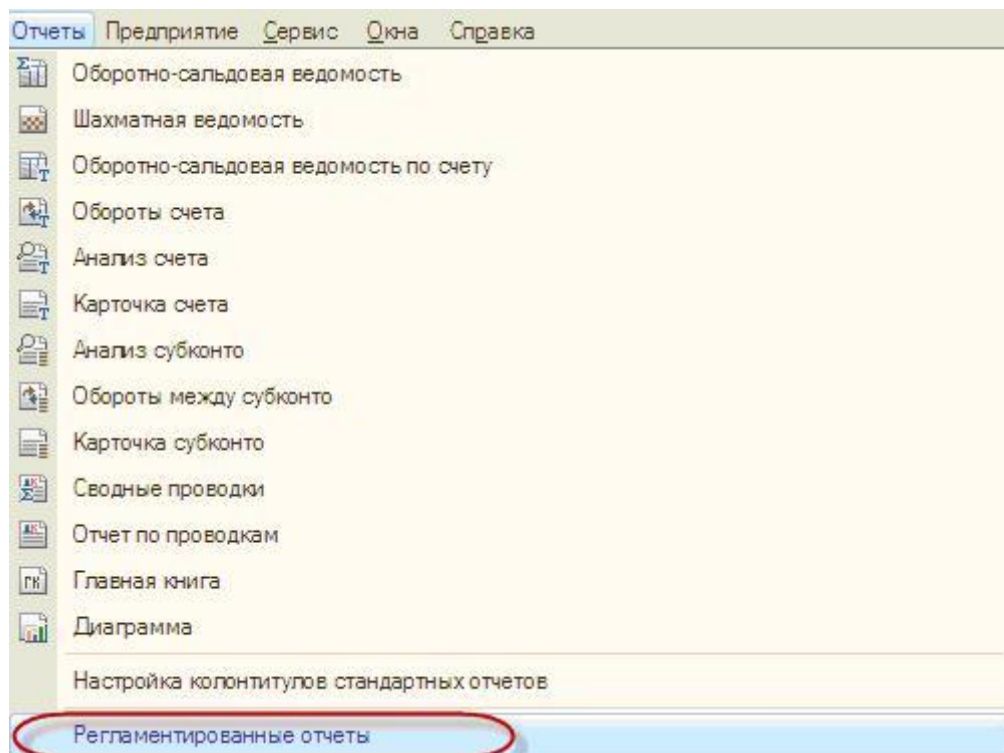 Отчеты Предприятие Сервис Окна Справка
Оборотно-сальдовая ведомость
Шахматная ведомость
Оборотно-сальдовая ведомость по счету
Обороты счета
Анализ счета
Карточка счета
Анализ субконто
Обороты между субконто
Карточка субконто
Сводные проводки
Отчет по проводкам
Главная книга
Диаграмма
Настройка колонтитулов стандартных отчетов
Регламентированные отчеты